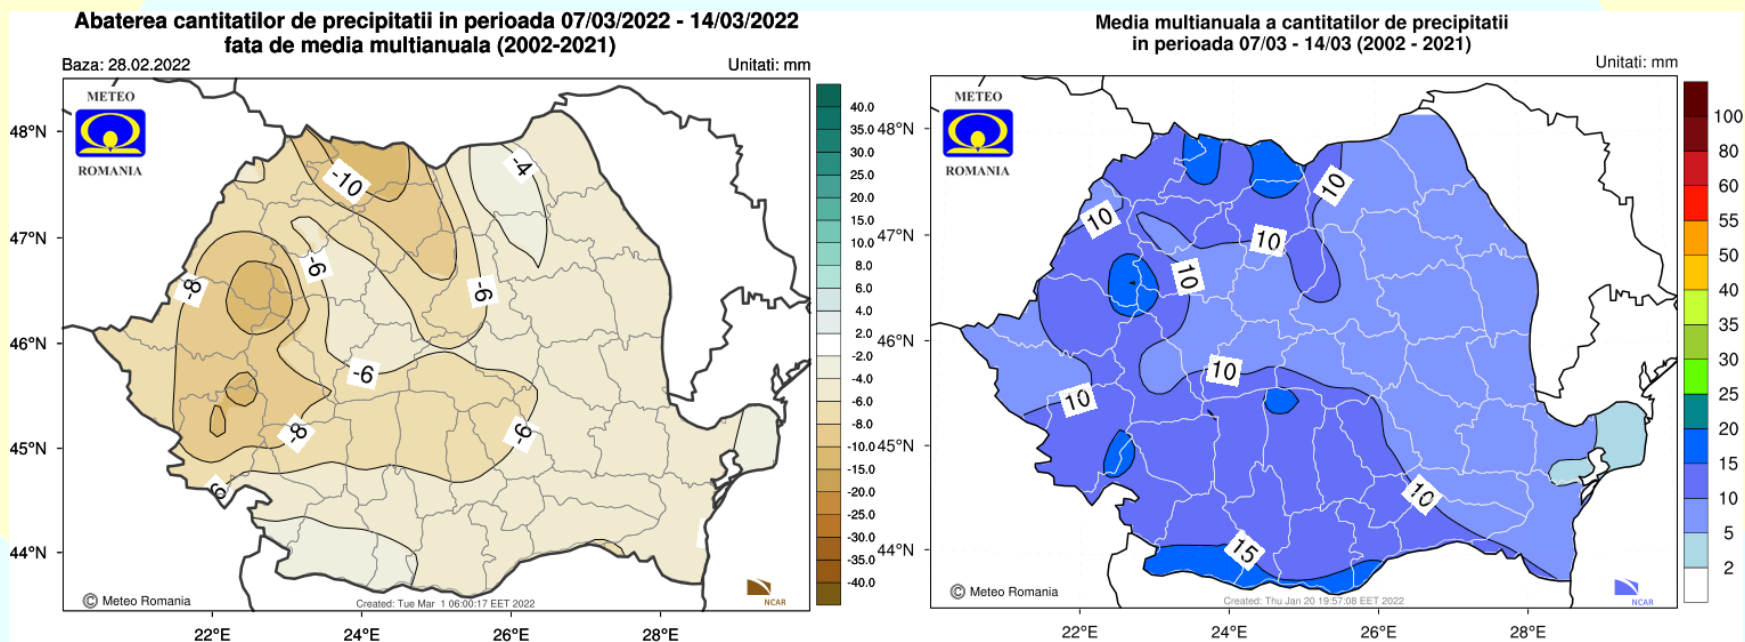 Abaterea cantitatilor de precipitatii in perioada 07/03/2022 - 14/03/2022
fata de media multianuala (2002-2021)
Baza: 28.02.2022
Unitati: mm
METEO
ROMANIA
48°N
47°N
46°N
45°N
44°N
22°E
24°E
26°E
28°E
-10
-4
-6
-8
-6
-6
-8
-6
6
40.0
35.0
30.0
25.0
20.0
15.0
10.0
8.0
6.0
4.0
2.0
-2.0
-4.0
-6.0
-8.0
-10.0
-15.0
-20.0
-25.0
-30.0
-35.0
-40.0
© Meteo Romania
Created: Tue Mar 1 06:00:17 EET 2022
NCAR
Media multianuala a cantitatilor de precipitatii
in perioada 07/03 - 14/03 (2002 - 2021)
Unitati: mm
METEO
ROMANIA
48°N
47°N
46°N
45°N
44°N
22°E
24°E
26°E
28°E
10
10
10
10
10
10
10
15
100
80
60
55
50
40
35
30
25
20
15
10
5
2
© Meteo Romania
Created: Thu Jan 20 19:57:08 EET 2022
NCAR